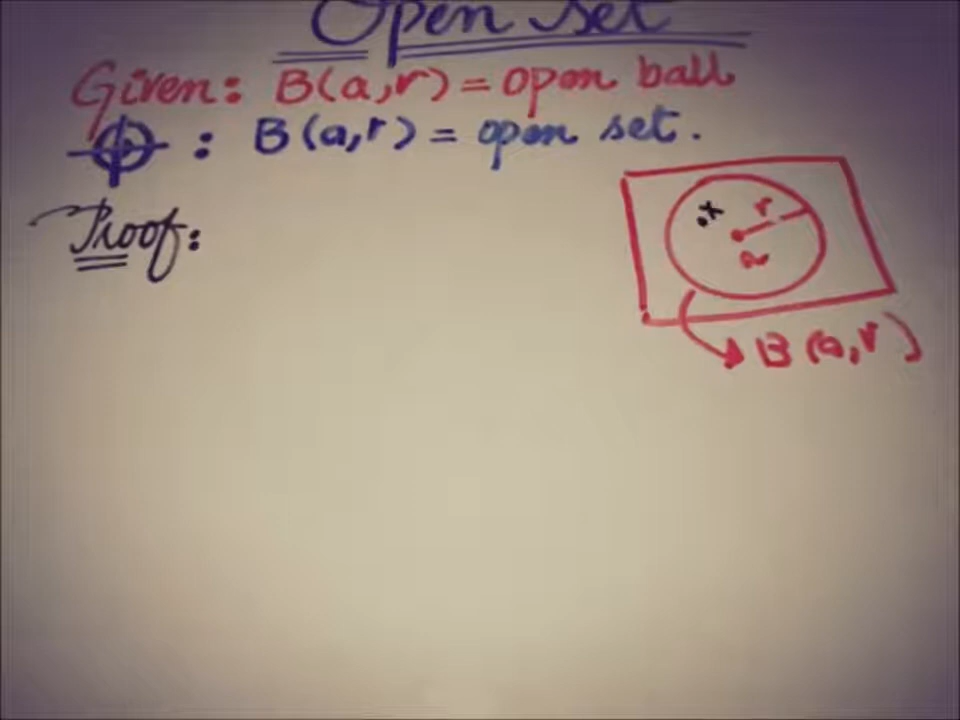 Open Set
Given: B(a,r) = open ball
: B(a,r) = open set.
Proof:
x r
a
B(a,r)